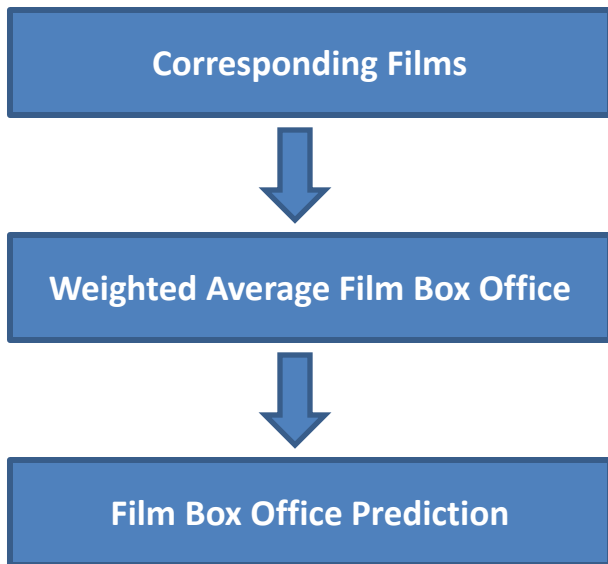 Corresponding Films
Weighted Average Film Box Office
Film Box Office Prediction